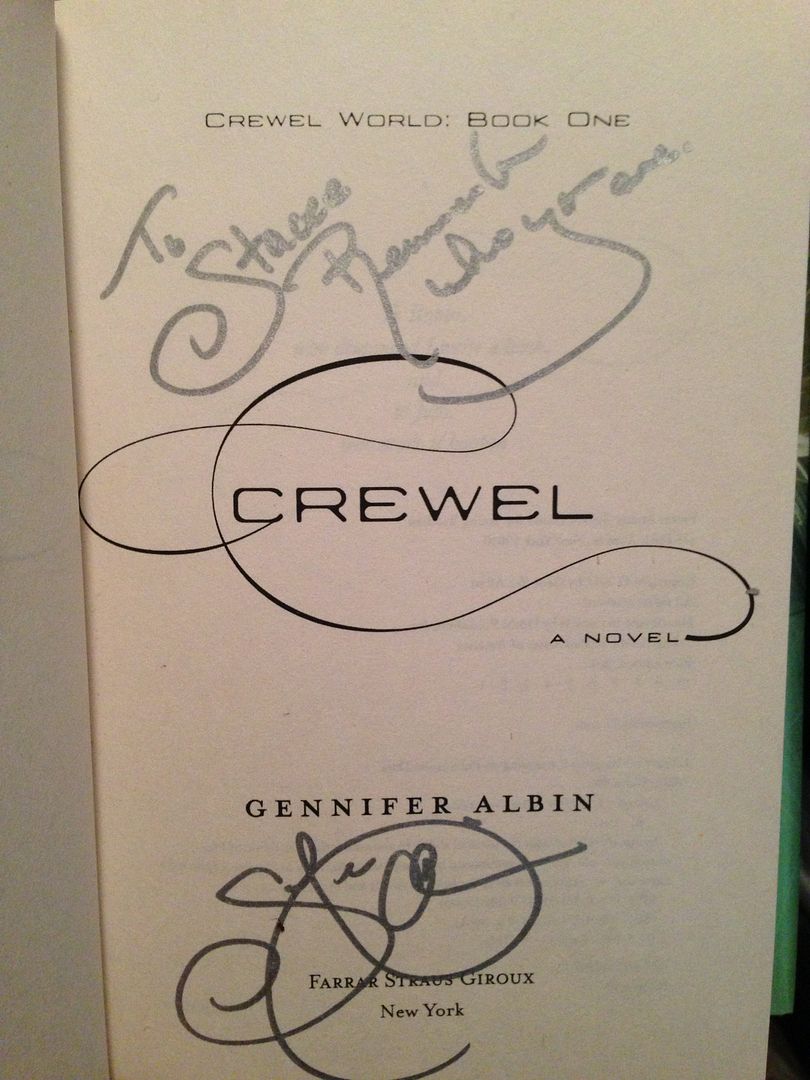 CREWEL WORLD: BOOK ONE
To Stacee
Remember
who you are.
CREWEL
A NOVEL
GENNIFER ALBIN
FARRAR STRAUS GIROUX
New York